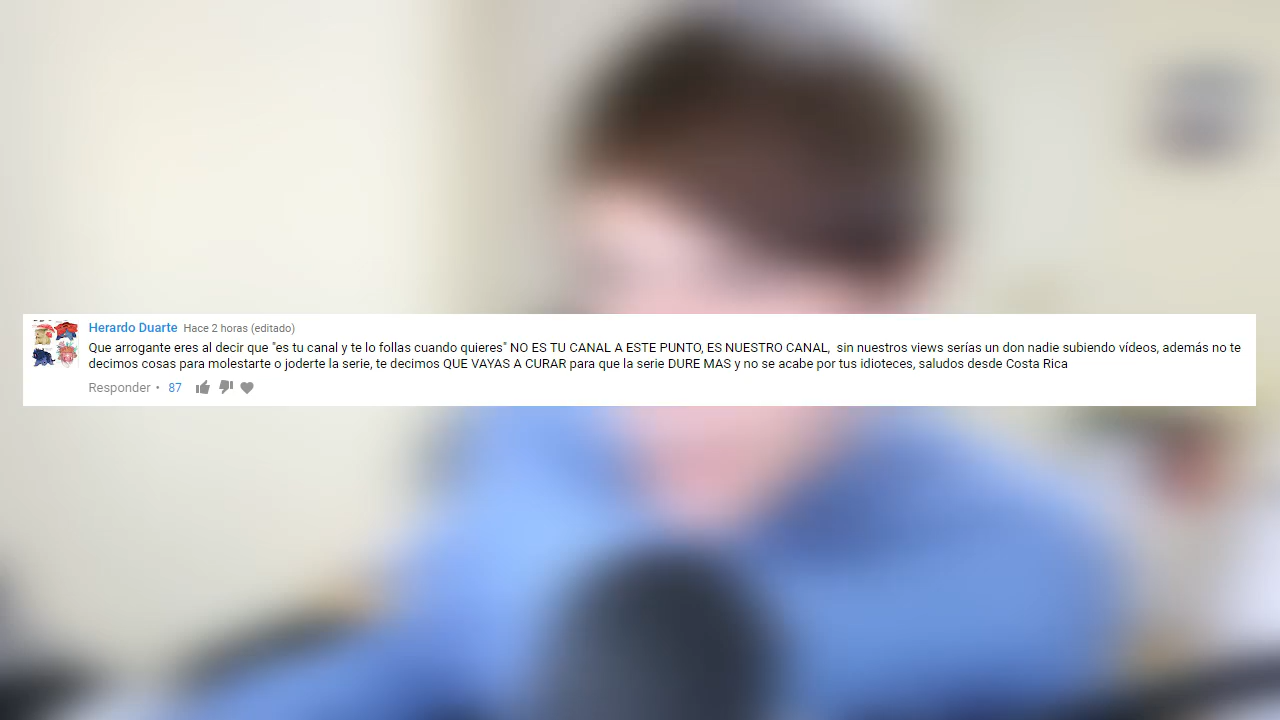 Herardo Duarte Hace 2 horas (editado)
Que arrogante eres al decir que "es tu canal y te lo follas cuando quieres" NO ES TU CANAL A ESTE PUNTO, ES NUESTRO CANAL,  sin nuestros views serías un don nadie subiendo vídeos, además no te
decimos cosas para molestarte o joderte la serie, te decimos QUE VAYAS A CURAR para que la serie DURE MAS y no se acabe por tus idioteces, saludos desde Costa Rica
Responder • 87